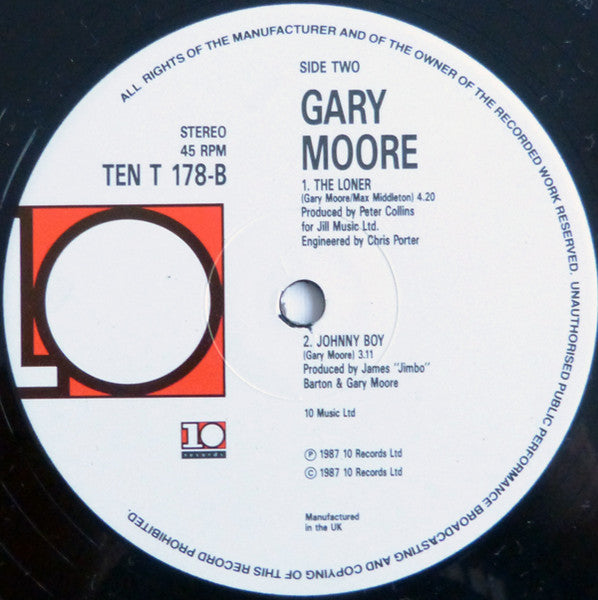 ALL RIGHTS OF THE MANUFACTURER AND OF THE OWNER OF THE RECORDED WORK RESERVED. UNAUTHORISED PUBLIC PERFORMANCE BROADCASTING AND COPYING OF THIS RECORD PROHIBITED.
SIDE TWO
STEREO
45 RPM
TEN T 178-B
GARY
MOORE
1. THE LONER
(Gary Moore/Max Middleton) 4.20
Produced by Peter Collins
for Jill Music Ltd.
Engineered by Chris Porter
10
2. JOHNNY BOY
(Gary Moore) 3.11
Produced by James "Jimbo"
Barton & Gary Moore
10 Music Ltd
10
records
℗ 1987 10 Records Ltd
© 1987 10 Records Ltd
Manufactured
in the UK